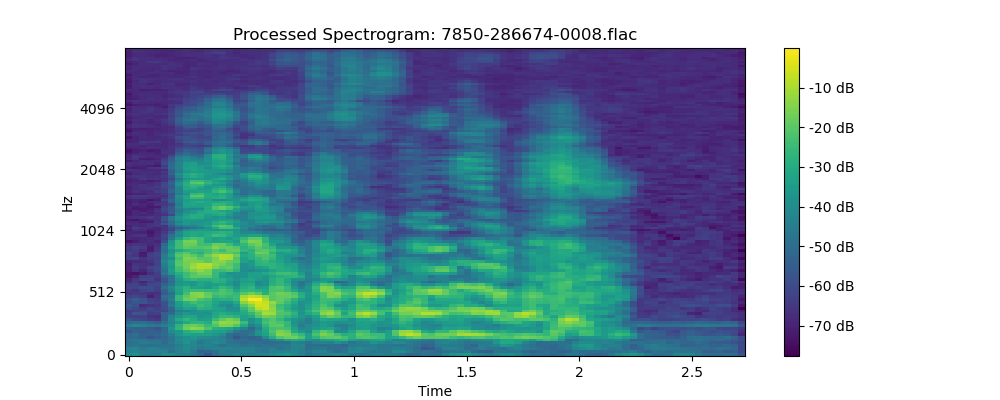 Processed Spectrogram: 7850-286674-0008.flac
4096
2048
1024
512
0
Hz
0
0.5
1
1.5
2
2.5
Time
-10 dB
-20 dB
-30 dB
-40 dB
-50 dB
-60 dB
-70 dB